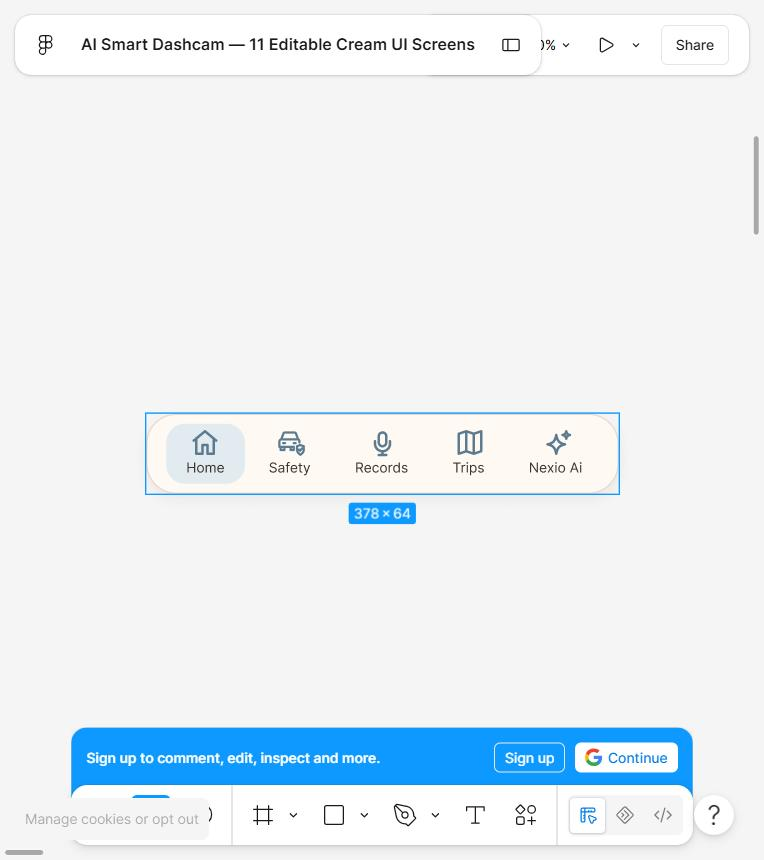 AI Smart Dashcam — 11 Editable Cream UI Screens
0%
Share
Home
Safety
Records
Trips
Nexio Ai
378 × 64
Sign up to comment, edit, inspect and more.
Sign up
Continue
Manage cookies or opt out
?